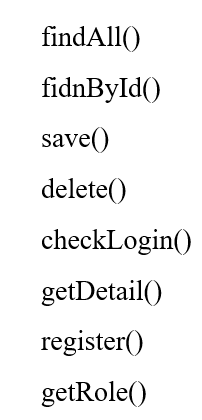 findAll()
fidnById()
save()
delete()
checkLogin()
getDetail()
register()
getRole()